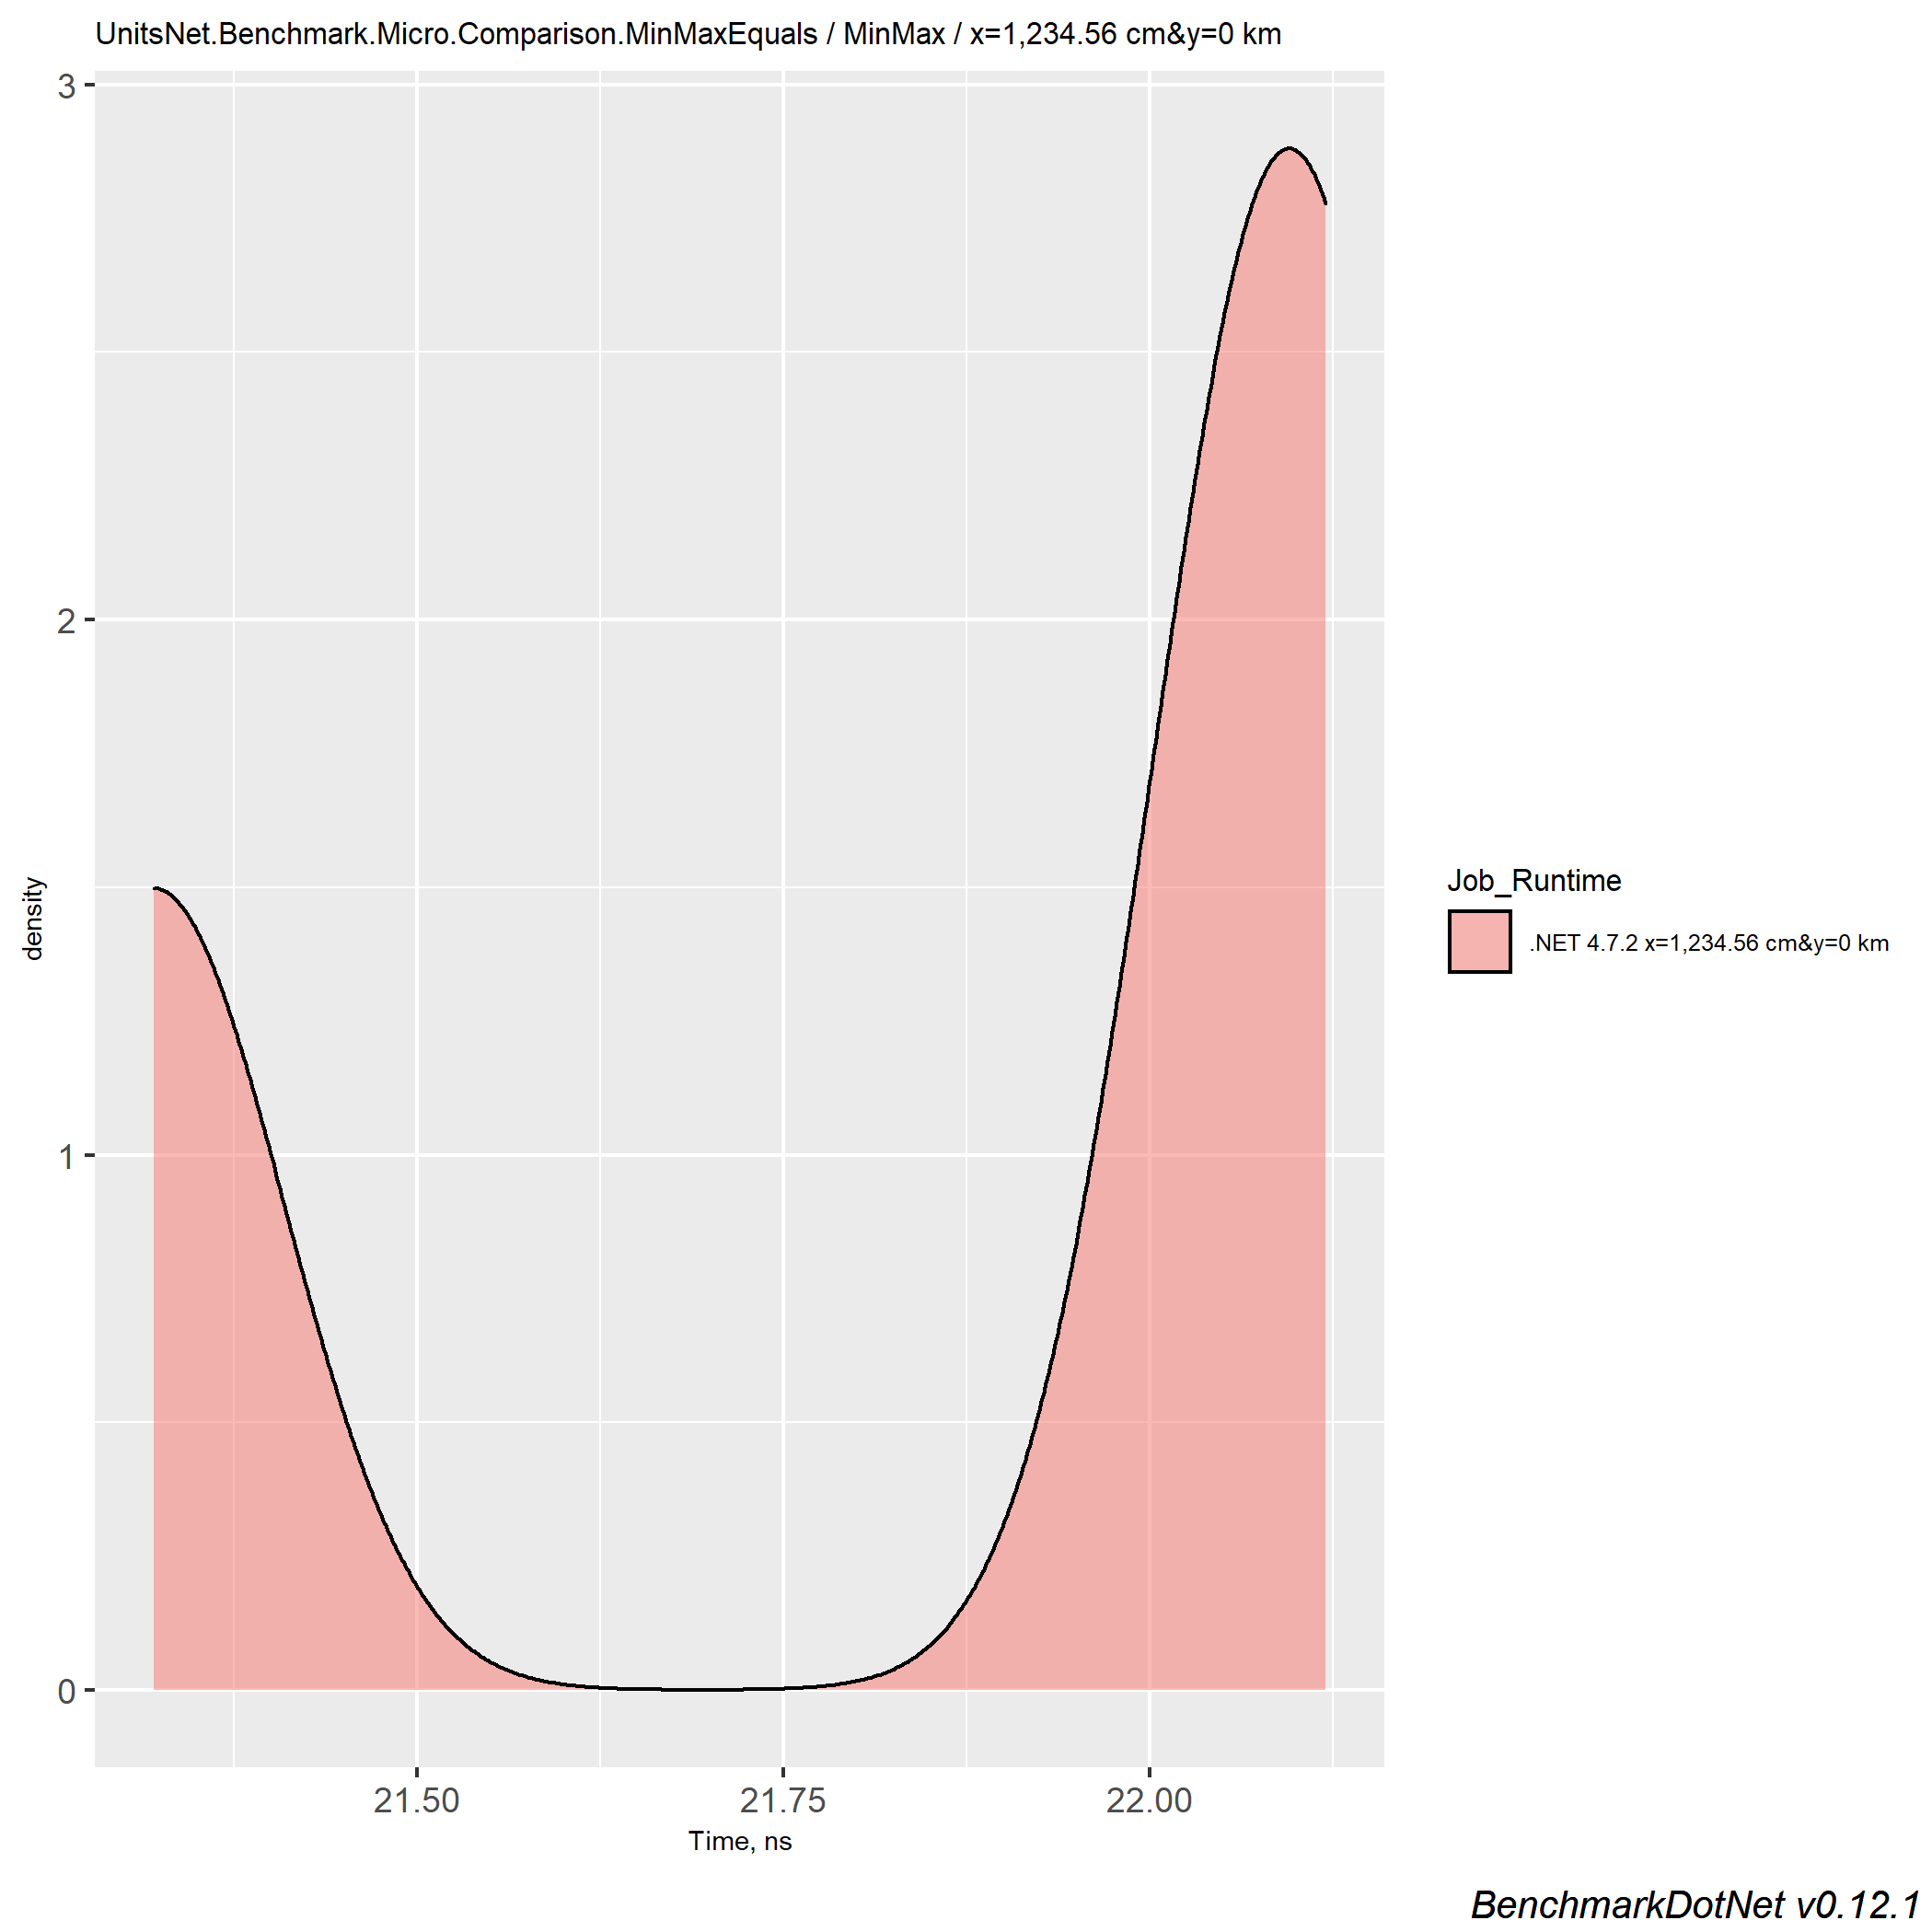 UnitsNet.Benchmark.Micro.Comparison.MinMaxEquals / MinMax / x=1,234.56 cm&y=0 km
3
2
1
0
density
21.50 21.75 22.00
Time, ns
Job_Runtime
.NET 4.7.2 x=1,234.56 cm&y=0 km
BenchmarkDotNet v0.12.1